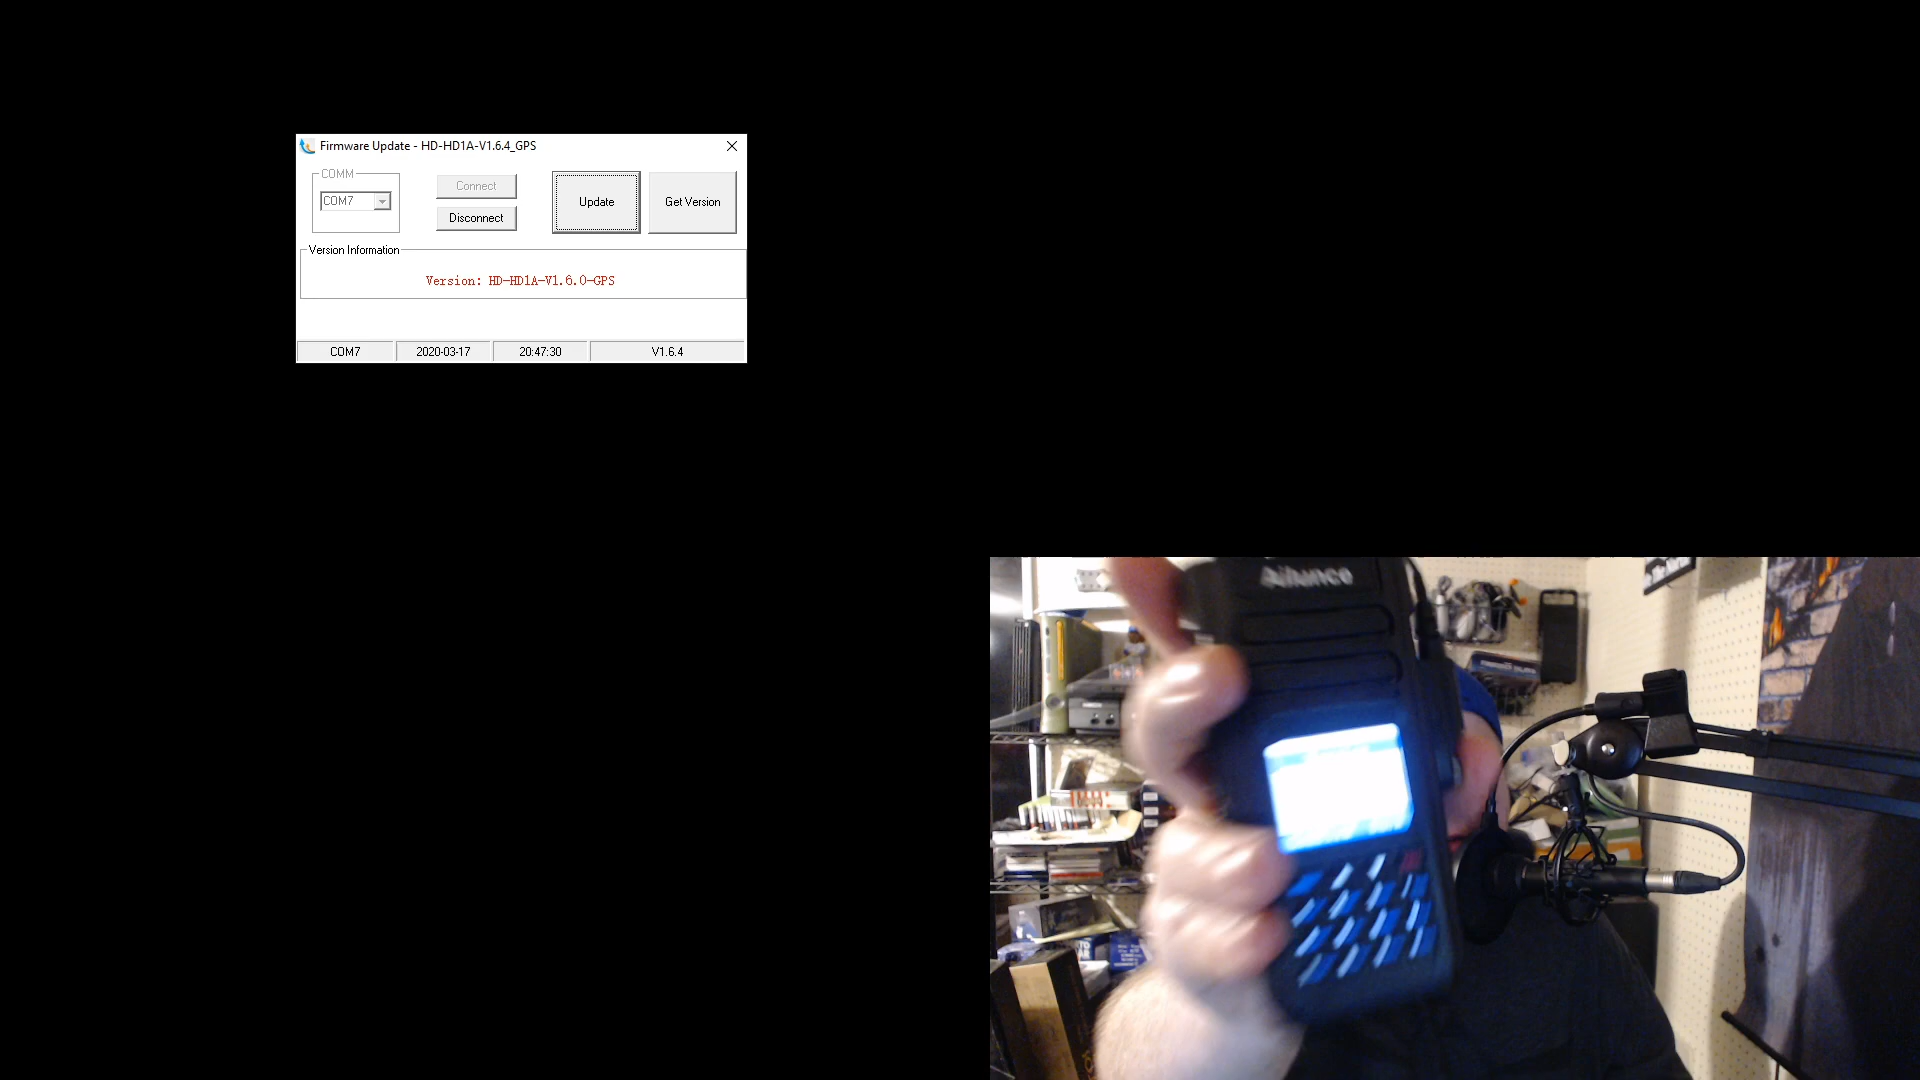 Firmware Update - HD-HD1A-V1.6.4_GPS
COMM
COM7
Connect
Disconnect
Update
Get Version
Version Information
Version: HD-HD1A-V1.6.0-GPS
COM7
2020-03-17
20:47:30
V1.6.4
Ailunce